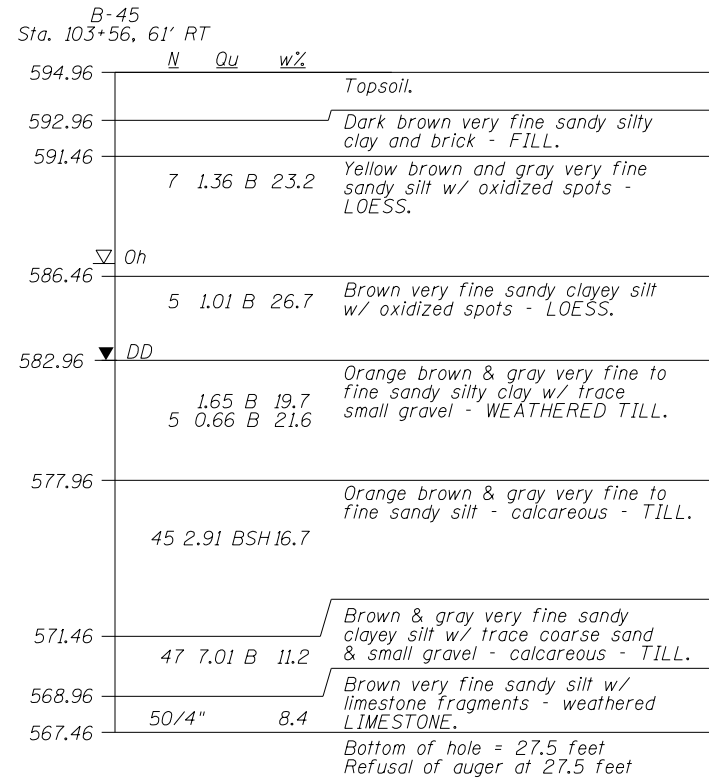 B-45
Sta. 103+56, 61' RT
N Qu w%
594.96
Topsoil.
592.96
Dark brown very fine sandy silty
clay and brick - FILL.
591.46
Yellow brown and gray very fine
sandy silt w/ oxidized spots -
LOESS.
7 1.36 B 23.2
0h
586.46
Brown very fine sandy clayey silt
w/ oxidized spots - LOESS.
5 1.01 B 26.7
DD
582.96
Orange brown & gray very fine to
fine sandy silty clay w/ trace
small gravel - WEATHERED TILL.
1.65 B 19.7
5 0.66 B 21.6
577.96
Orange brown & gray very fine to
fine sandy silt - calcareous - TILL.
45 2.91 BSH 16.7
571.46
Brown & gray very fine sandy
clayey silt w/ trace coarse sand
& small gravel - calcareous - TILL.
47 7.01 B 11.2
568.96
Brown very fine sandy silt w/
limestone fragments - weathered
LIMESTONE.
50/4" 8.4
567.46
Bottom of hole = 27.5 feet
Refusal of auger at 27.5 feet